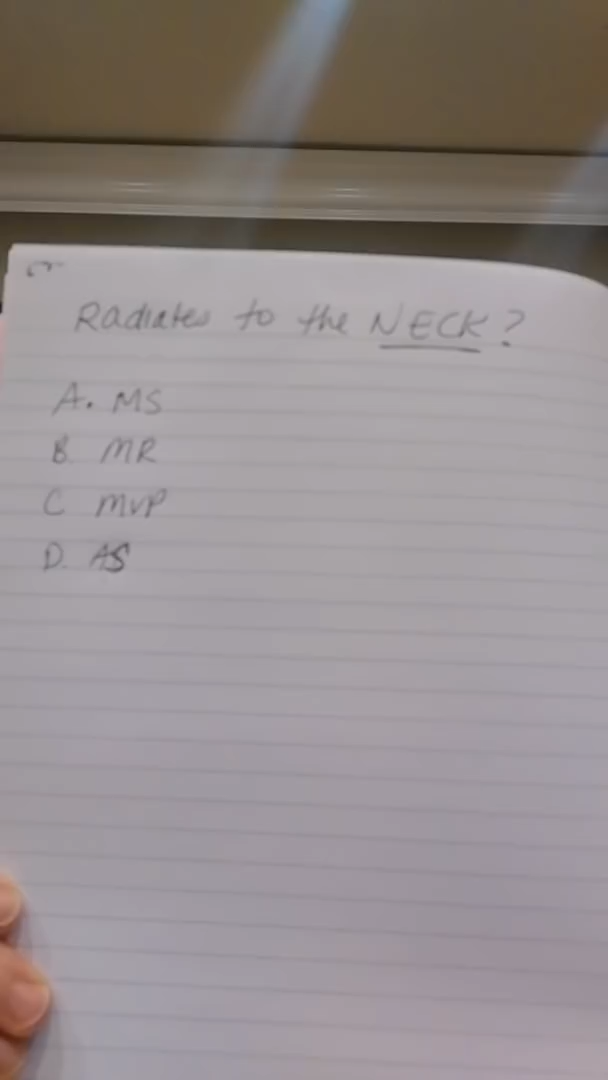 Radiates to the NECK?
A. MS
B. MR
C MVP
D. AS